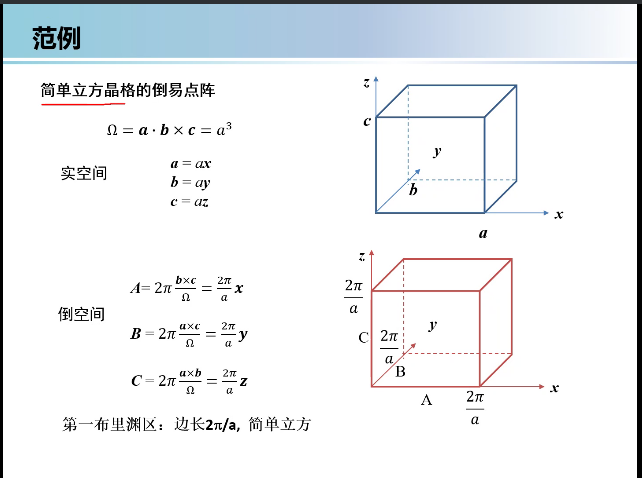 范例
简单立方晶格的倒易点阵
Ω = a · b × c = a³
实空间
a = ax
b = ay
c = az
z
c
y
b
x
a
倒空间
A= 2π b×c/Ω = 2π/a x
B = 2π a×c/Ω = 2π/a y
C = 2π a×b/Ω = 2π/a z
第一布里渊区：边长2π/a, 简单立方
z
2π/a
C
2π/a
y
B
x
A
2π/a